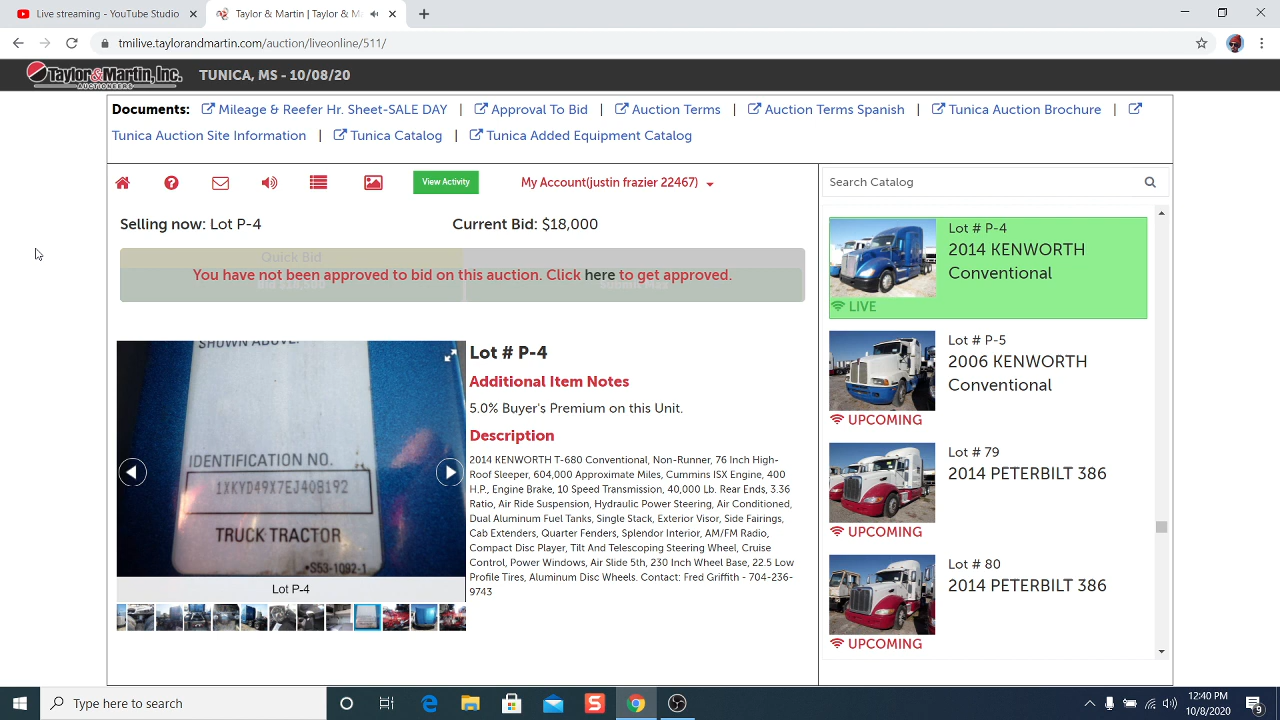 Live streaming - YouTube Studio
Taylor & Martin | Taylor & M
tmilive.taylorandmartin.com/auction/liveonline/511/
Taylor&Martin, Inc.
AUCTIONEERS
TUNICA, MS - 10/08/20
Documents: Mileage & Reefer Hr. Sheet-SALE DAY | Approval To Bid | Auction Terms | Auction Terms Spanish | Tunica Auction Brochure |
Tunica Auction Site Information | Tunica Catalog | Tunica Added Equipment Catalog
View Activity
My Account(justin frazier 22467)
Selling now: Lot P-4
Current Bid: $18,000
Quick Bid
You have not been approved to bid on this auction. Click here to get approved.
Bid $18,500
Submit Max
SHOWN ABOVE.
IDENTIFICATION NO.
1XKYD49X7EJ408192
TRUCK TRACTOR
S53-1092-1
Lot P-4
Lot # P-4
Additional Item Notes
5.0% Buyer's Premium on this Unit.
Description
2014 KENWORTH T-680 Conventional, Non-Runner, 76 Inch High-
Roof Sleeper, 604,000 Approximate Miles, Cummins ISX Engine, 400
H.P., Engine Brake, 10 Speed Transmission, 40,000 Lb. Rear Ends, 3.36
Ratio, Air Ride Suspension, Hydraulic Power Steering, Air Conditioned,
Dual Aluminum Fuel Tanks, Single Stack, Exterior Visor, Side Fairings,
Cab Extenders, Quarter Fenders, Splendor Interior, AM/FM Radio,
Compact Disc Player, Tilt And Telescoping Steering Wheel, Cruise
Control, Power Windows, Air Slide 5th, 230 Inch Wheel Base, 22.5 Low
Profile Tires, Aluminum Disc Wheels. Contact: Fred Griffith - 704-236-
9743
Search Catalog
Lot # P-4
2014 KENWORTH
Conventional
LIVE
Lot # P-5
2006 KENWORTH
Conventional
UPCOMING
Lot # 79
2014 PETERBILT 386
UPCOMING
Lot # 80
2014 PETERBILT 386
UPCOMING
Type here to search
12:40 PM
10/8/2020
9